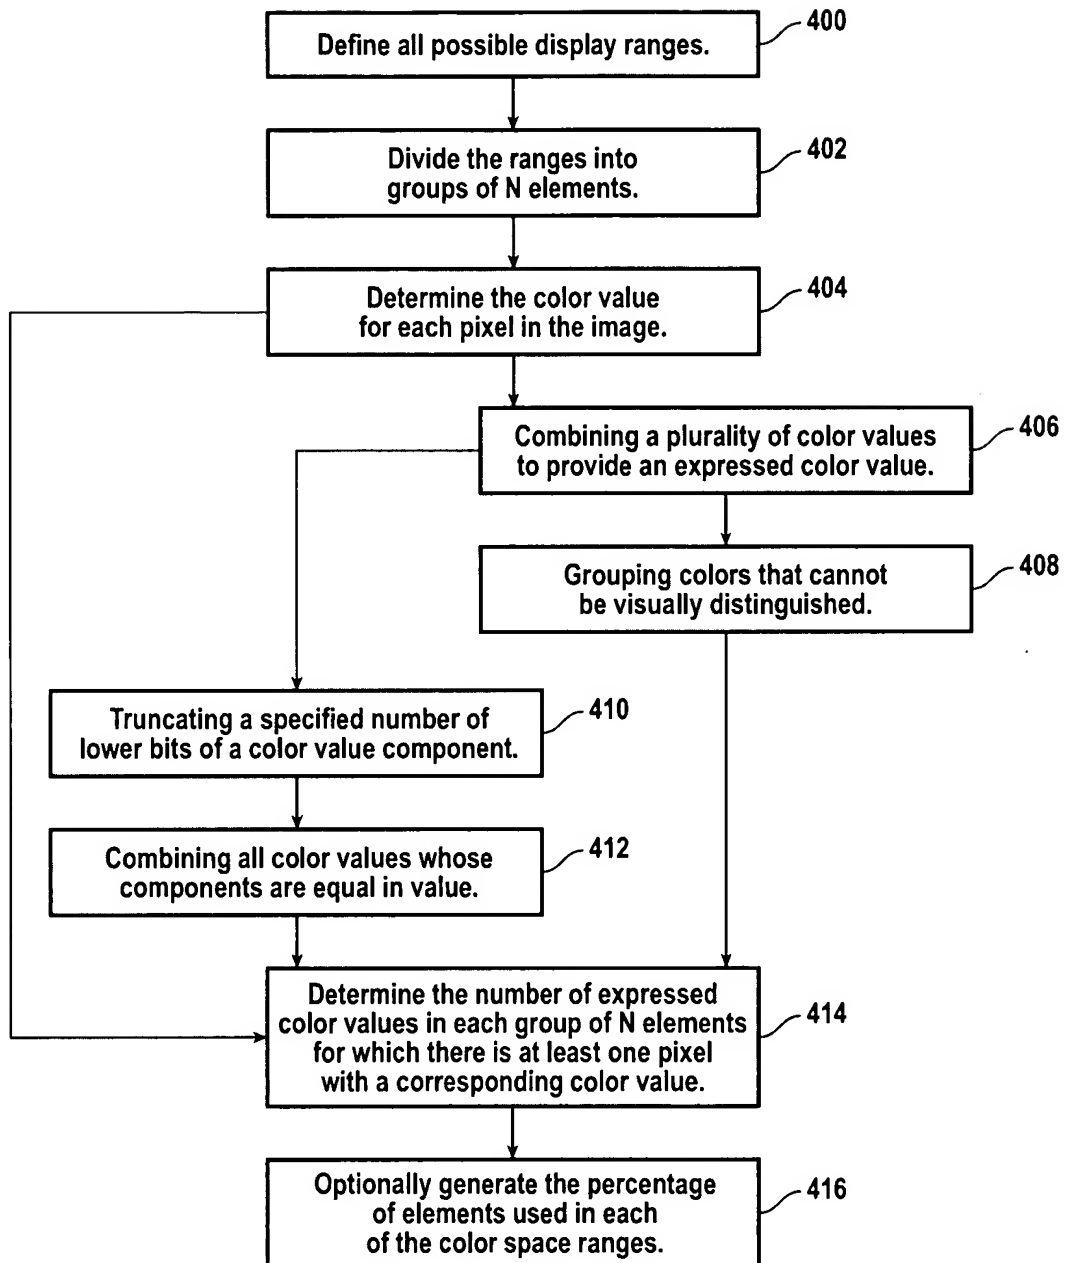 Define all possible display ranges.
400
Divide the ranges into
groups of N elements.
402
Determine the color value
for each pixel in the image.
404
Combining a plurality of color values
to provide an expressed color value.
406
Grouping colors that cannot
be visually distinguished.
408
Truncating a specified number of
lower bits of a color value component.
410
Combining all color values whose
components are equal in value.
412
Determine the number of expressed
color values in each group of N elements
for which there is at least one pixel
with a corresponding color value.
414
Optionally generate the percentage
of elements used in each
of the color space ranges.
416